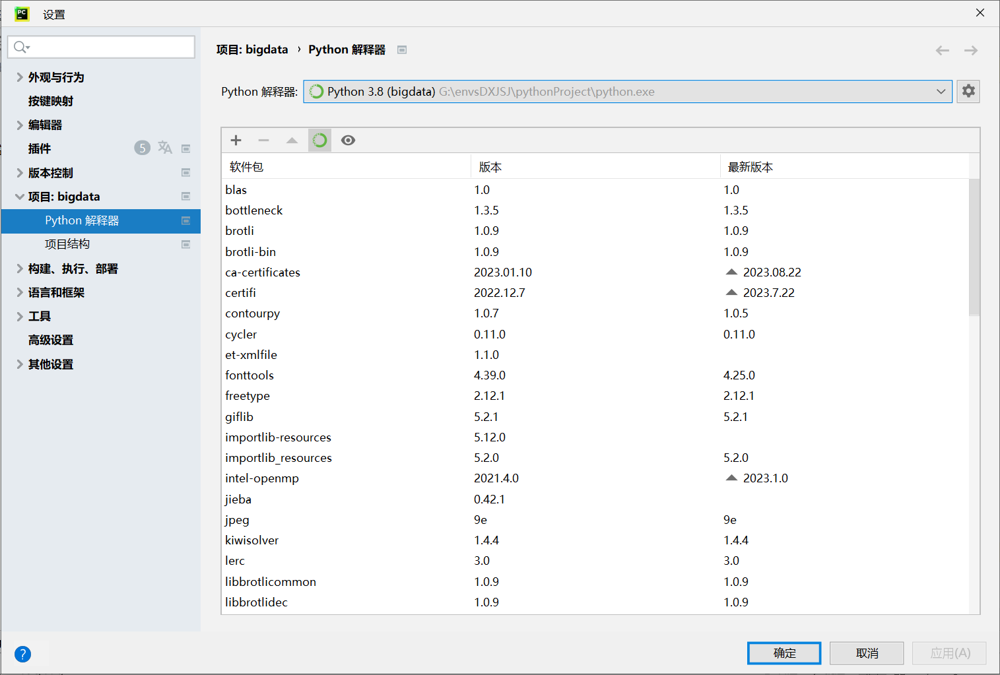 设置
项目: bigdata › Python 解释器
外观与行为
按键映射
编辑器
插件 5
版本控制
项目: bigdata
Python 解释器
项目结构
构建、执行、部署
语言和框架
工具
高级设置
其他设置
Python 解释器: Python 3.8 (bigdata) G:\envsDXJSJ\pythonProject\python.exe
软件包 版本 最新版本
blas 1.0 1.0
bottleneck 1.3.5 1.3.5
brotli 1.0.9 1.0.9
brotli-bin 1.0.9 1.0.9
ca-certificates 2023.01.10 2023.08.22
certifi 2022.12.7 2023.7.22
contourpy 1.0.7 1.0.5
cycler 0.11.0 0.11.0
et-xmlfile 1.1.0
fonttools 4.39.0 4.25.0
freetype 2.12.1 2.12.1
giflib 5.2.1 5.2.1
importlib-resources 5.12.0
importlib_resources 5.2.0 5.2.0
intel-openmp 2021.4.0 2023.1.0
jieba 0.42.1
jpeg 9e 9e
kiwisolver 1.4.4 1.4.4
lerc 3.0 3.0
libbrotlicommon 1.0.9 1.0.9
libbrotlidec 1.0.9 1.0.9
确定 取消 应用(A)